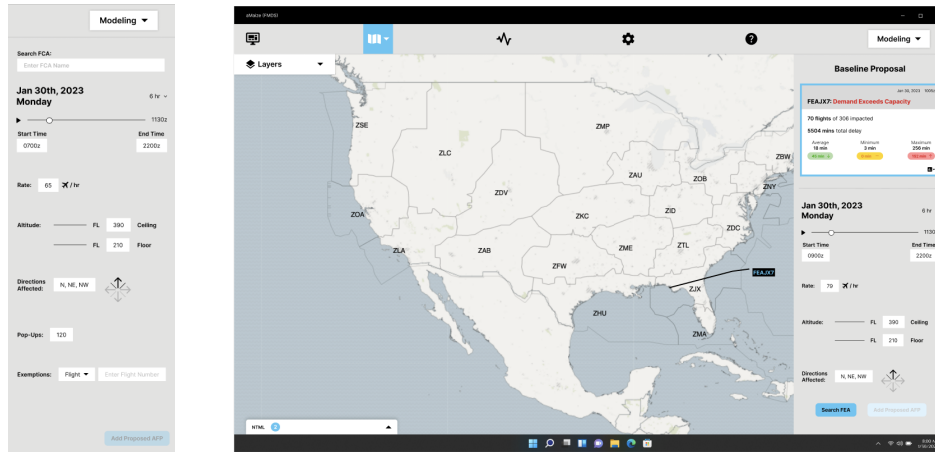 Modeling
Search FCA:
Enter FCA Name
Jan 30th, 2023
Monday
6 hr
1130z
Start Time
End Time
0700z
2200z
Rate: 65 / hr
Altitude: FL 390 Ceiling
FL 210 Floor
Directions
Affected:
N, NE, NW
Pop-Ups: 120
Exemptions: Flight Enter Flight Number
Add Proposed AFP
aMaize (FMDS)
Modeling
Layers
ZSE
ZMP
ZLC
ZBW
ZAU
ZOB
ZNY
ZDV
ZOA
ZKC
ZID
ZDC
ZLA
ZAB
ZME
ZTL
ZFW
FEAJX7
ZJX
ZHU
ZMA
NTML 2
Baseline Proposal
FEAJX7: Demand Exceeds Capacity
70 flights of 306 impacted
5504 mins total delay
Average
18 min
Minimum
3 min
Maximum
256 min
Jan 30th, 2023
Monday
6 hr
1130
Start Time
End Time
0900z
2200z
Rate: 79 / hr
Altitude: FL 390 Ceiling
FL 210 Floor
Directions
Affected:
N, NE, NW
Search FEA
Add Proposed AFP